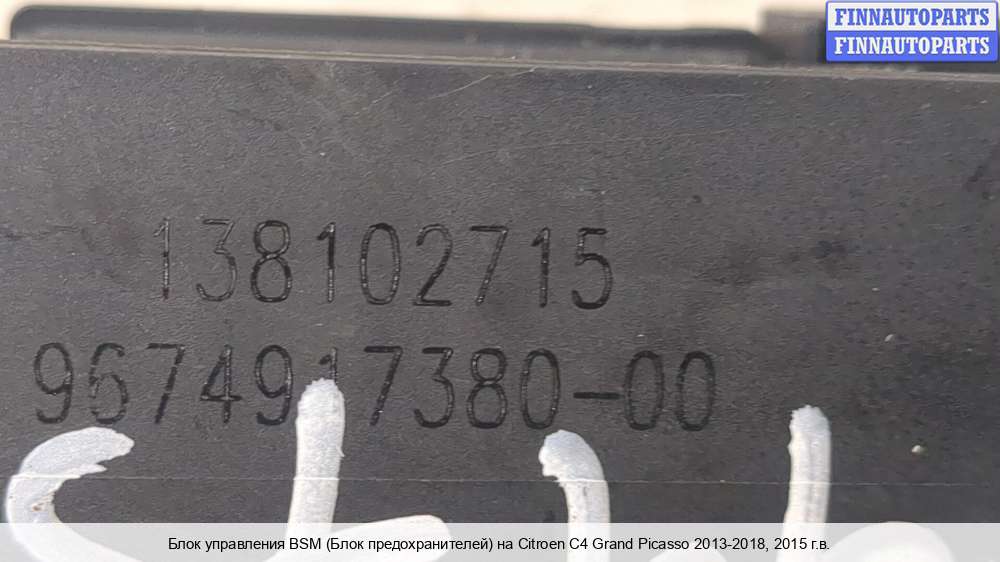 FINNAUTOPARTS
FINNAUTOPARTS
138102715
9674917380-00
Блок управления BSM (Блок предохранителей) на Citroen C4 Grand Picasso 2013-2018, 2015 г.в.